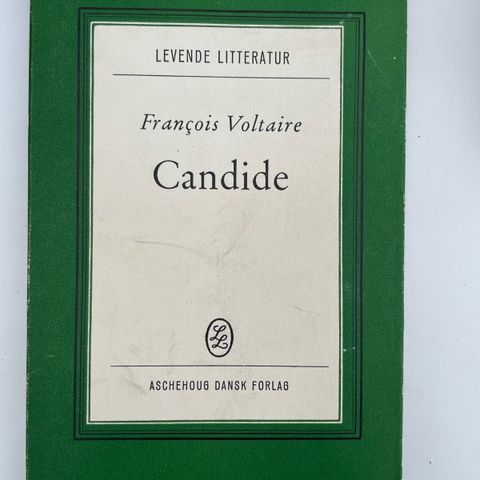 LEVENDE LITTERATUR
François Voltaire
Candide
LL
ASCHEHOUG DANSK FORLAG